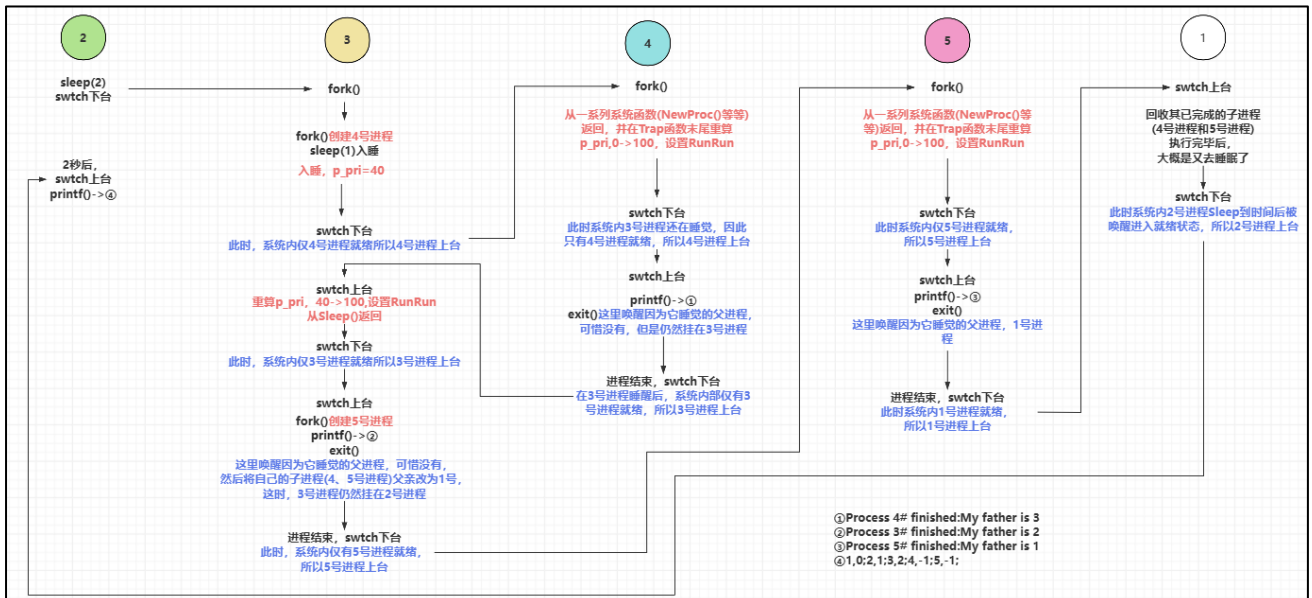 2
sleep(2)
swtch下台
2秒后，
swtch上台
printf()->④
3
fork()
fork()创建4号进程
sleep(1)入睡
入睡，p_pri=40
swtch下台
此时，系统内仅4号进程就绪所以4号进程上台
swtch上台
重算p_pri，40->100,设置RunRun
从Sleep()返回
swtch下台
此时，系统内仅3号进程就绪所以3号进程上台
swtch上台
fork()创建5号进程
printf()->②
exit()
这里唤醒因为它睡觉的父进程，可惜没有，
然后将自己的子进程(4、5号进程)父亲改为1号，
这时，3号进程仍然挂在2号进程
进程结束，swtch下台
此时，系统内仅有5号进程就绪，
所以5号进程上台
4
fork()
从一系列系统函数(NewProc()等等)
返回，并在Trap函数末尾重算
p_pri,0->100，设置RunRun
swtch下台
此时系统内3号进程还在睡觉，因此
只有4号进程就绪，所以4号进程上台
swtch上台
printf()->①
exit()这里唤醒因为它睡觉的父进程，
可惜没有，但是仍然挂在3号进程
进程结束，swtch下台
在3号进程睡醒后，系统内部仅有3
号进程就绪，所以3号进程上台
5
fork()
从一系列系统函数(NewProc()等
等)返回，并在Trap函数末尾重算
p_pri,0->100，设置RunRun
swtch下台
此时系统内仅5号进程就绪，
所以5号进程上台
swtch上台
printf()->③
exit()
这里唤醒因为它睡觉的父进程，1号进
程
进程结束，swtch下台
此时系统内1号进程就绪，
所以1号进程上台
1
swtch上台
回收其已完成的子进程
(4号进程和5号进程)
执行完毕后，
大概是又去睡眠了
swtch下台
此时系统内2号进程Sleep到时间后被
唤醒进入就绪状态，所以2号进程上台
①Process 4# finished:My father is 3
②Process 3# finished:My father is 2
③Process 5# finished:My father is 1
④1,0;2,1;3,2;4,-1;5,-1;